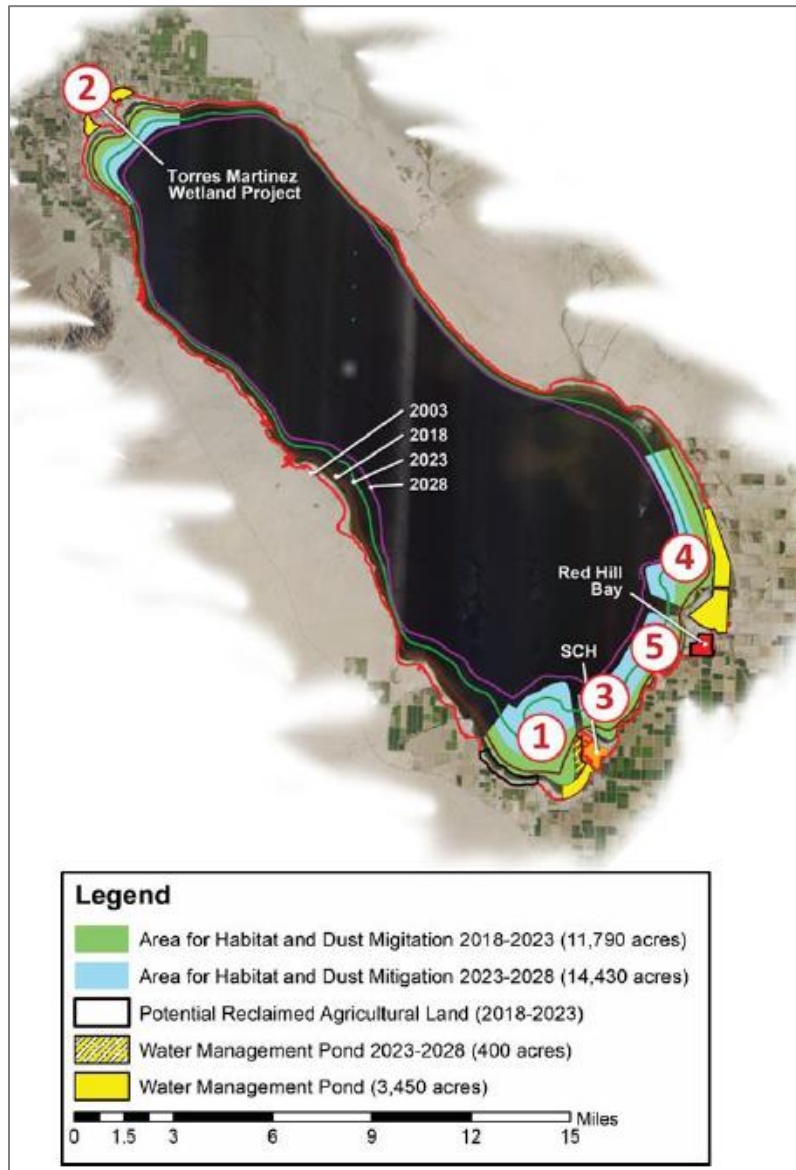 2
Torres Martinez
Wetland Project
2003
2018
2023
2028
4
Red Hill
Bay
5
SCH
3
1
Legend
Area for Habitat and Dust Migitation 2018-2023 (11,790 acres)
Area for Habitat and Dust Mitigation 2023-2028 (14,430 acres)
Potential Reclaimed Agricultural Land (2018-2023)
Water Management Pond 2023-2028 (400 acres)
Water Management Pond (3,450 acres)
Miles
0 1.5 3 6 9 12 15